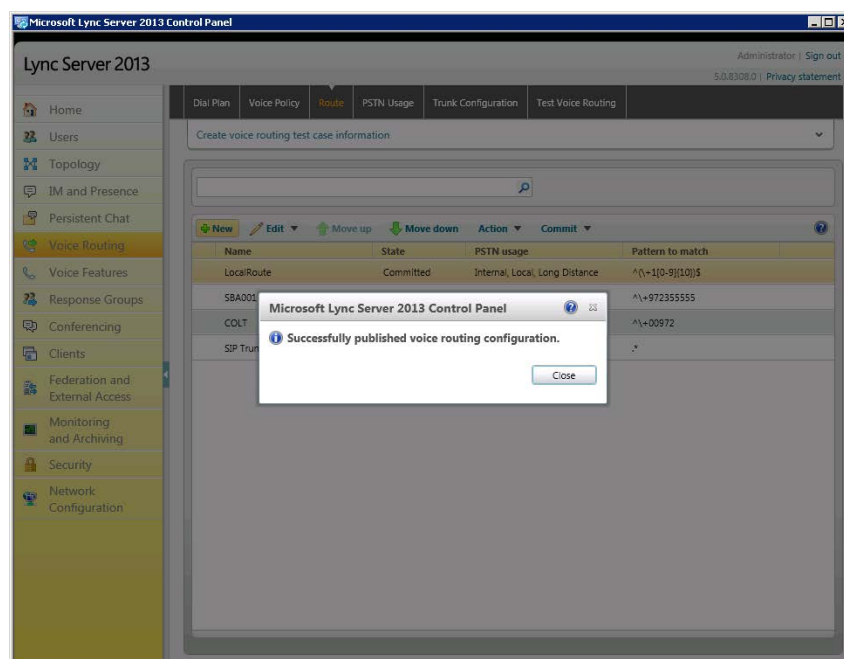 Microsoft Lync Server 2013 Control Panel
Lync Server 2013
Administrator | Sign out
5.0.8308.0 | Privacy statement
Home
Users
Topology
IM and Presence
Persistent Chat
Voice Routing
Voice Features
Response Groups
Conferencing
Clients
Federation and
External Access
Monitoring
and Archiving
Security
Network
Configuration
Dial Plan Voice Policy Route PSTN Usage Trunk Configuration Test Voice Routing
Create voice routing test case information
New Edit Move up Move down Action Commit
Name State PSTN usage Pattern to match
LocalRoute Committed Internal, Local, Long Distance ^(\+1[0-9]{10})$
SBA001 ^\+972355555
COLT ^\+00972
SIP Trun .*
Microsoft Lync Server 2013 Control Panel
Successfully published voice routing configuration.
Close